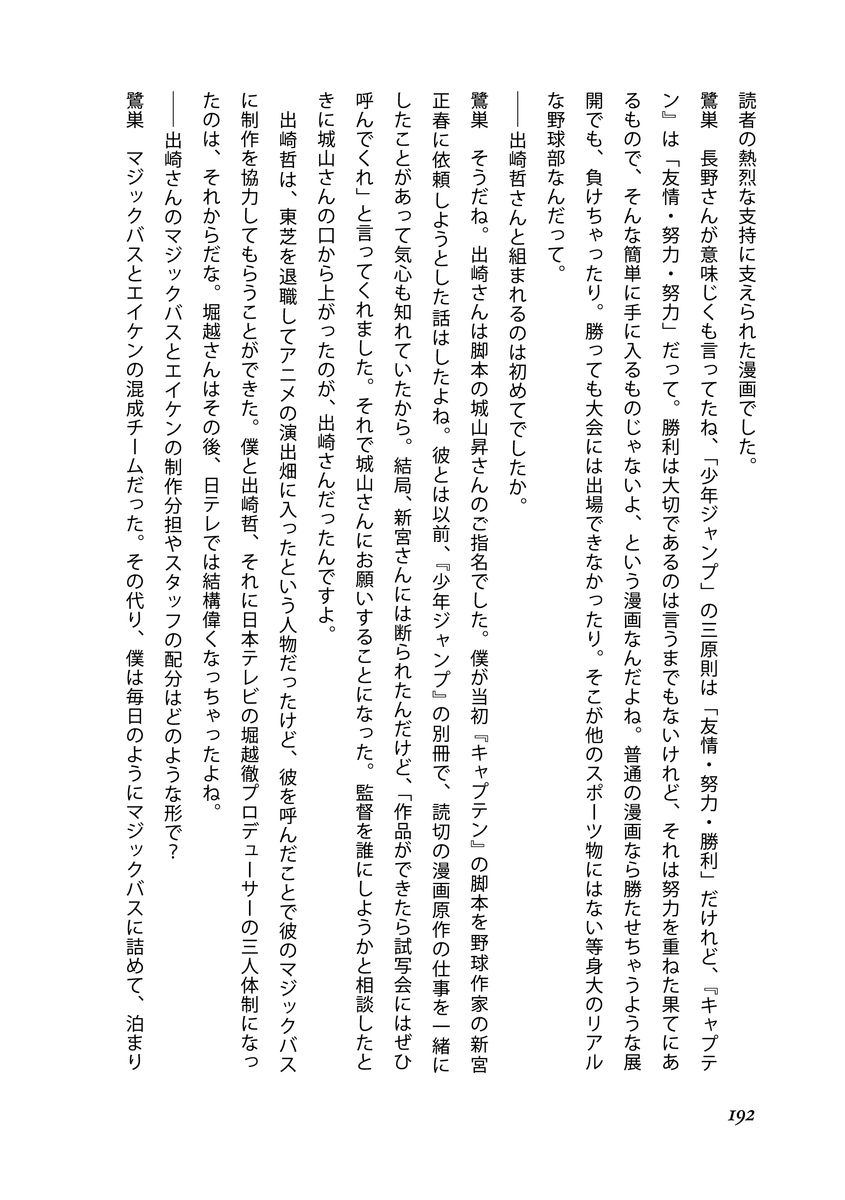 読者の熱烈な支持に支えられた漫画でした。
鷺巣　長野さんが意味じくも言ってたね、「少年ジャンプ」の三原則は「友情・努力・勝利」だけれど、『キャプテ
ン』は「友情・努力・努力」だって。勝利は大切であるのは言うまでもないけれど、それは努力を重ねた果てにあ
るもので、そんな簡単に手に入るものじゃないよ、という漫画なんだよね。普通の漫画なら勝たせちゃうような展
開でも、負けちゃったり。勝っても大会には出場できなかったり。そこが他のスポーツ物にはない等身大のリアル
な野球部なんだって。
――出崎哲さんと組まれるのは初めてでしたか。
鷺巣　そうだね。出崎さんは脚本の城山昇さんのご指名でした。僕が当初『キャプテン』の脚本を野球作家の新宮
正春に依頼しようとした話はしたよね。彼とは以前、『少年ジャンプ』の別冊で、読切の漫画原作の仕事を一緒に
したことがあって気心も知れていたから。結局、新宮さんには断られたんだけど、「作品ができたら試写会にはぜひ
呼んでくれ」と言ってくれました。それで城山さんにお願いすることになった。監督を誰にしようかと相談したと
きに城山さんの口から上がったのが、出崎さんだったんですよ。
出崎哲は、東芝を退職してアニメの演出畑に入ったという人物だったけど、彼を呼んだことで彼のマジックバス
に制作を協力してもらうことができた。僕と出崎哲、それに日本テレビの堀越徹プロデューサーの三人体制になっ
たのは、それからだな。堀越さんはその後、日テレでは結構偉くなっちゃったよね。
――出崎さんのマジックバスとエイケンの制作分担やスタッフの配分はどのような形で？
鷺巣　マジックバスとエイケンの混成チームだった。その代り、僕は毎日のようにマジックバスに詰めて、泊まり
192